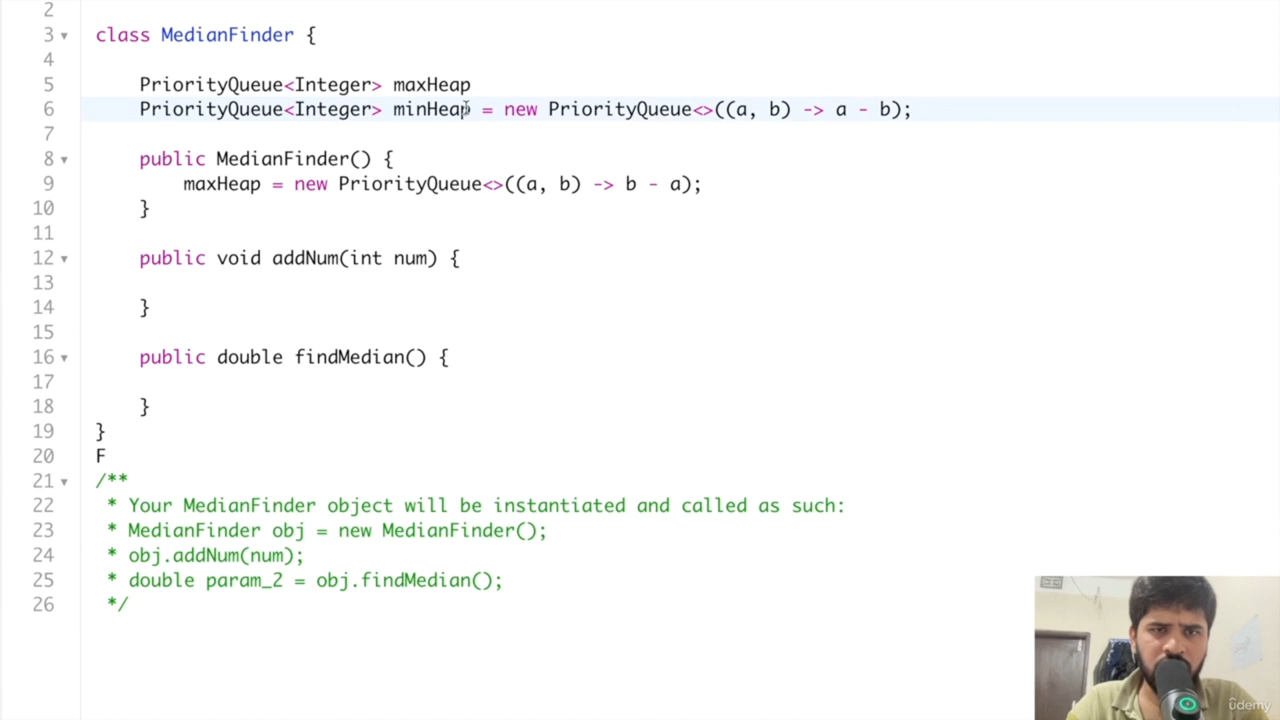 2
3 class MedianFinder {
4
5 PriorityQueue<Integer> maxHeap
6 PriorityQueue<Integer> minHeap = new PriorityQueue<>((a, b) -> a - b);
7
8 public MedianFinder() {
9 maxHeap = new PriorityQueue<>((a, b) -> b - a);
10 }
11
12 public void addNum(int num) {
13
14 }
15
16 public double findMedian() {
17
18 }
19 }
20 F
21 /**
22 * Your MedianFinder object will be instantiated and called as such:
23 * MedianFinder obj = new MedianFinder();
24 * obj.addNum(num);
25 * double param_2 = obj.findMedian();
26 */
udemy